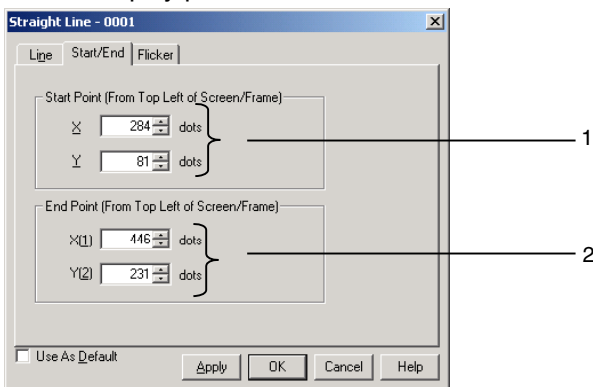 Straight Line - 0001
Line Start/End Flicker
Start Point (From Top Left of Screen/Frame)
X 284 dots
1
Y 81 dots
End Point (From Top Left of Screen/Frame)
X(1) 446 dots
2
Y(2) 231 dots
Use As Default
Apply OK Cancel Help